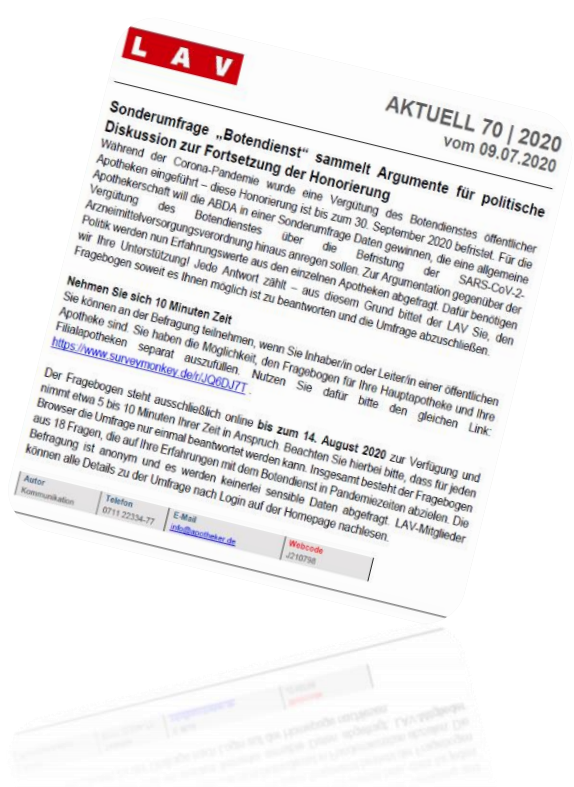 LAV
AKTUELL 70 | 2020
vom 09.07.2020
Sonderumfrage „Botendienst“ sammelt Argumente für politische
Diskussion zur Fortsetzung der Honorierung
Während der Corona-Pandemie wurde eine Vergütung des Botendienstes öffentlicher
Apotheken eingeführt – diese Honorierung ist bis zum 30. September 2020 befristet. Für die
Apothekerschaft will die ABDA in einer Sonderumfrage Daten gewinnen, die eine allgemeine
Vergütung des Botendienstes über die Befristung der SARS-CoV-2-
Arzneimittelversorgungsverordnung hinaus anregen sollen. Zur Argumentation gegenüber der
Politik werden nun Erfahrungswerte aus den einzelnen Apotheken abgefragt. Dafür benötigen
wir Ihre Unterstützung! Jede Antwort zählt – aus diesem Grund bittet der LAV Sie, den
Fragebogen soweit es Ihnen möglich ist zu beantworten und die Umfrage abzuschließen.
Nehmen Sie sich 10 Minuten Zeit
Sie können an der Befragung teilnehmen, wenn Sie Inhaber/in oder Leiter/in einer öffentlichen
Apotheke sind. Sie haben die Möglichkeit, den Fragebogen für Ihre Hauptapotheke und Ihre
Filialapotheken separat auszufüllen. Nutzen Sie dafür bitte den gleichen Link:
https://www.surveymonkey.de/r/JQ6DJ7T .
Der Fragebogen steht ausschließlich online bis zum 14. August 2020 zur Verfügung und
nimmt etwa 5 bis 10 Minuten Ihrer Zeit in Anspruch. Beachten Sie hierbei bitte, dass für jeden
Browser die Umfrage nur einmal beantwortet werden kann. Insgesamt besteht der Fragebogen
aus 18 Fragen, die auf Ihre Erfahrungen mit dem Botendienst in Pandemiezeiten abzielen. Die
Befragung ist anonym und es werden keinerlei sensible Daten abgefragt. LAV-Mitglieder
können alle Details zu der Umfrage nach Login auf der Homepage nachlesen.
Autor Telefon E-Mail Webcode
Kommunikation 0711 22334-77 info@apotheker.de J210798